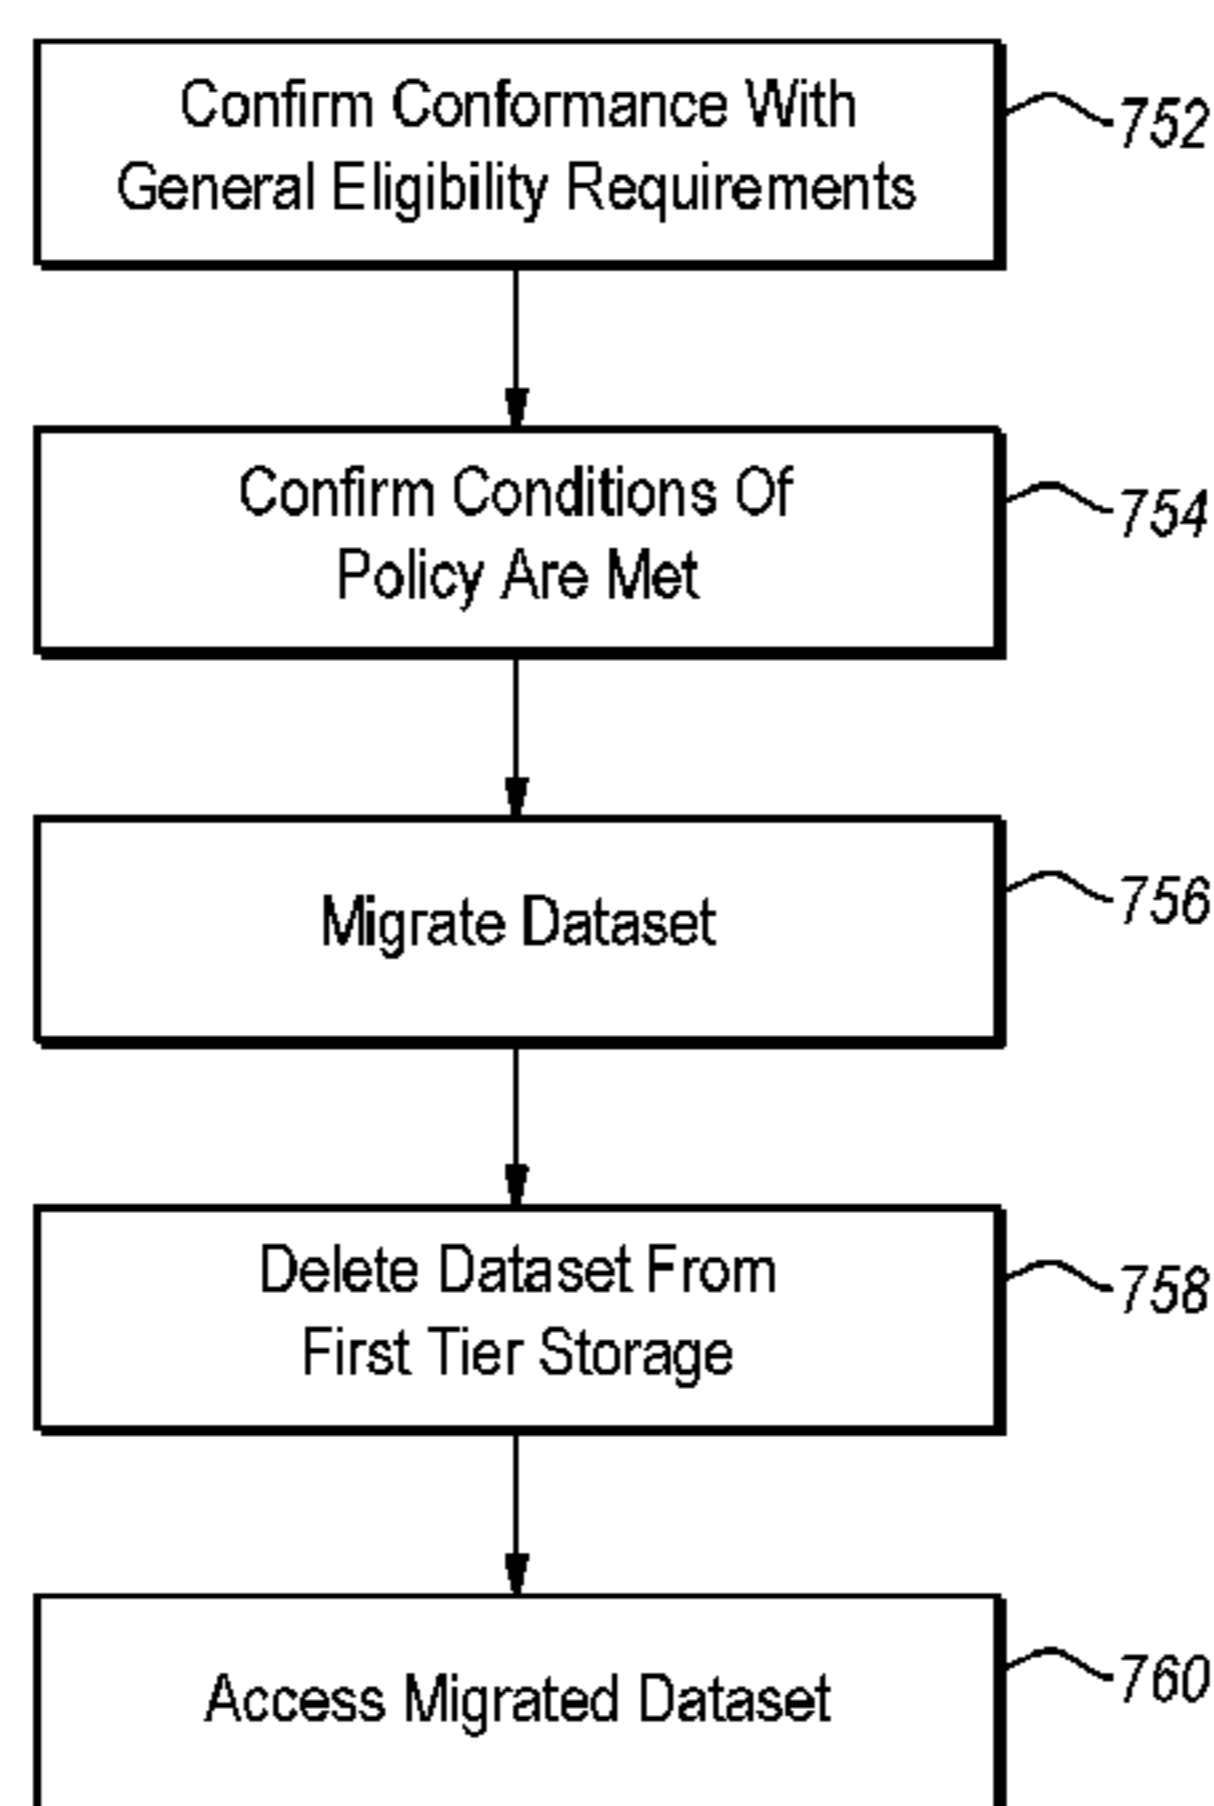 Confirm Conformance With
General Eligibility Requirements
752
Confirm Conditions Of
Policy Are Met
754
Migrate Dataset
756
Delete Dataset From
First Tier Storage
758
Access Migrated Dataset
760